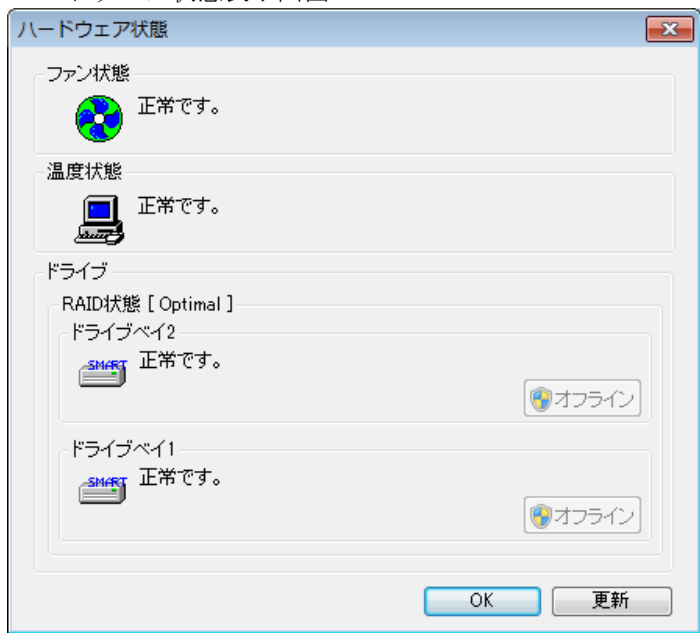 ハードウェア状態
ファン状態
正常です。
温度状態
正常です。
ドライブ
RAID状態 [ Optimal ]
ドライブベイ2
SMART
正常です。
オフライン
ドライブベイ1
SMART
正常です。
オフライン
OK
更新